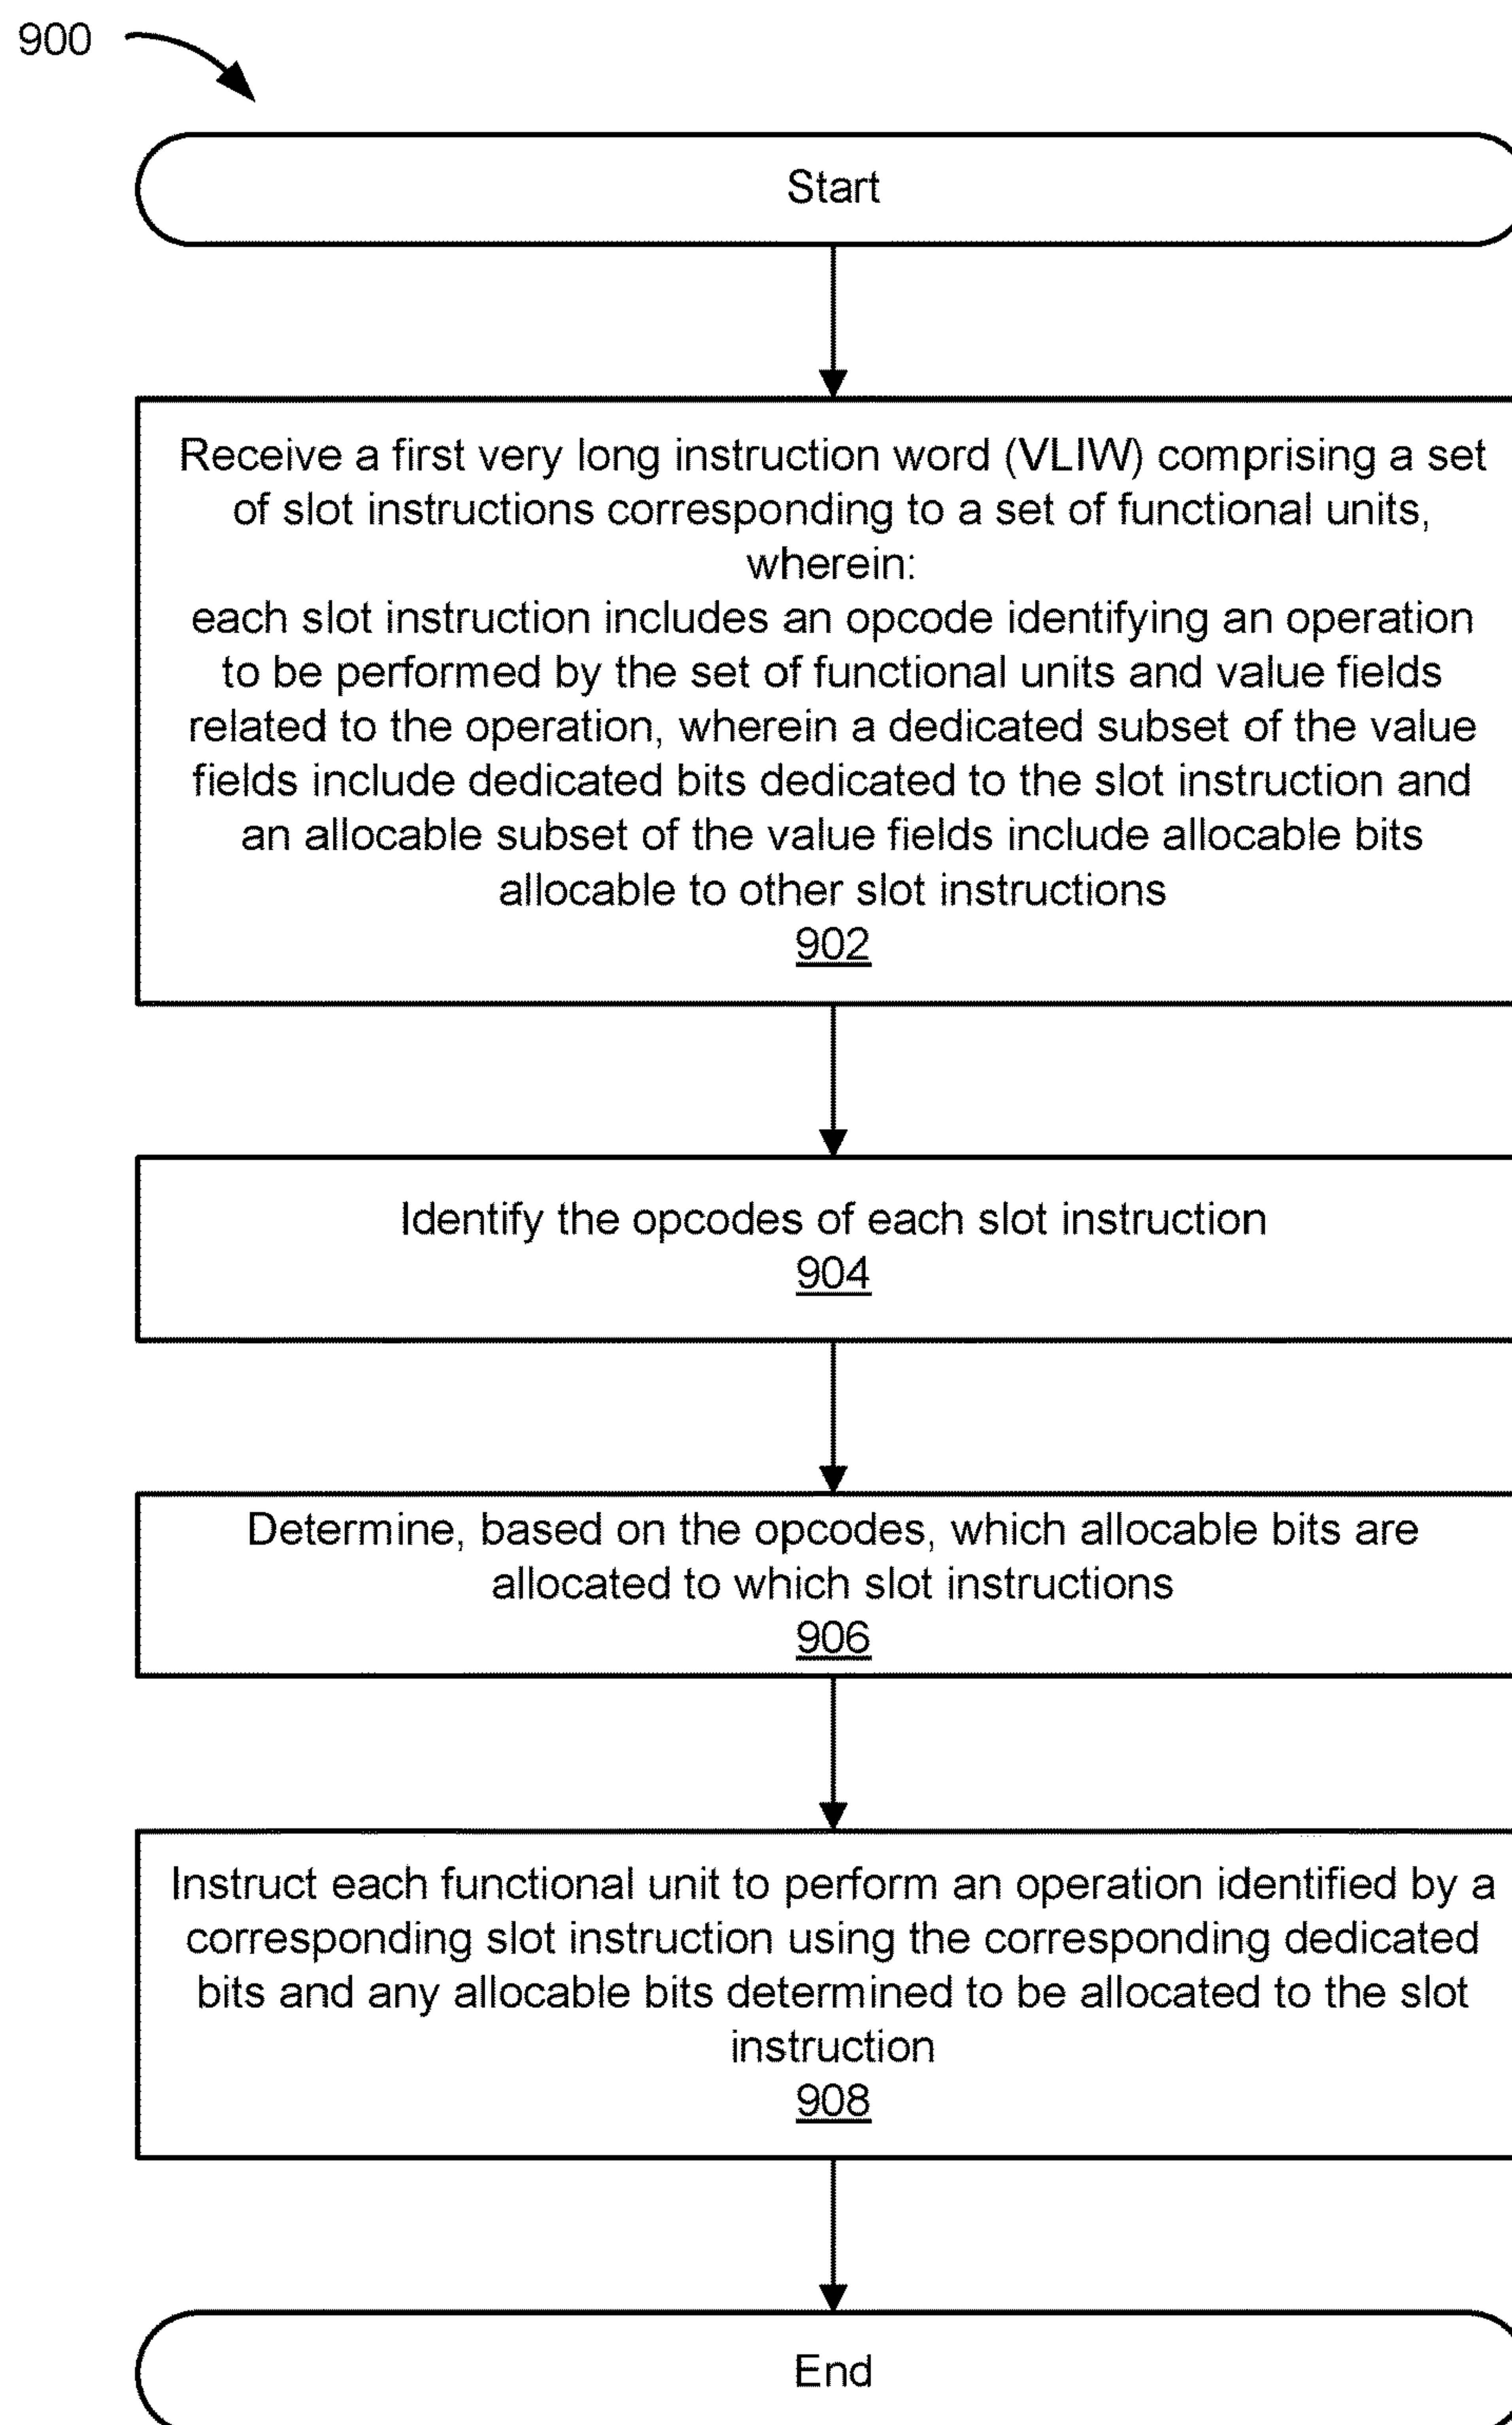 900
Start
Receive a first very long instruction word (VLIW) comprising a set
of slot instructions corresponding to a set of functional units,
wherein:
each slot instruction includes an opcode identifying an operation
to be performed by the set of functional units and value fields
related to the operation, wherein a dedicated subset of the value
fields include dedicated bits dedicated to the slot instruction and
an allocable subset of the value fields include allocable bits
allocable to other slot instructions
902
Identify the opcodes of each slot instruction
904
Determine, based on the opcodes, which allocable bits are
allocated to which slot instructions
906
Instruct each functional unit to perform an operation identified by a
corresponding slot instruction using the corresponding dedicated
bits and any allocable bits determined to be allocated to the slot
instruction
908
End